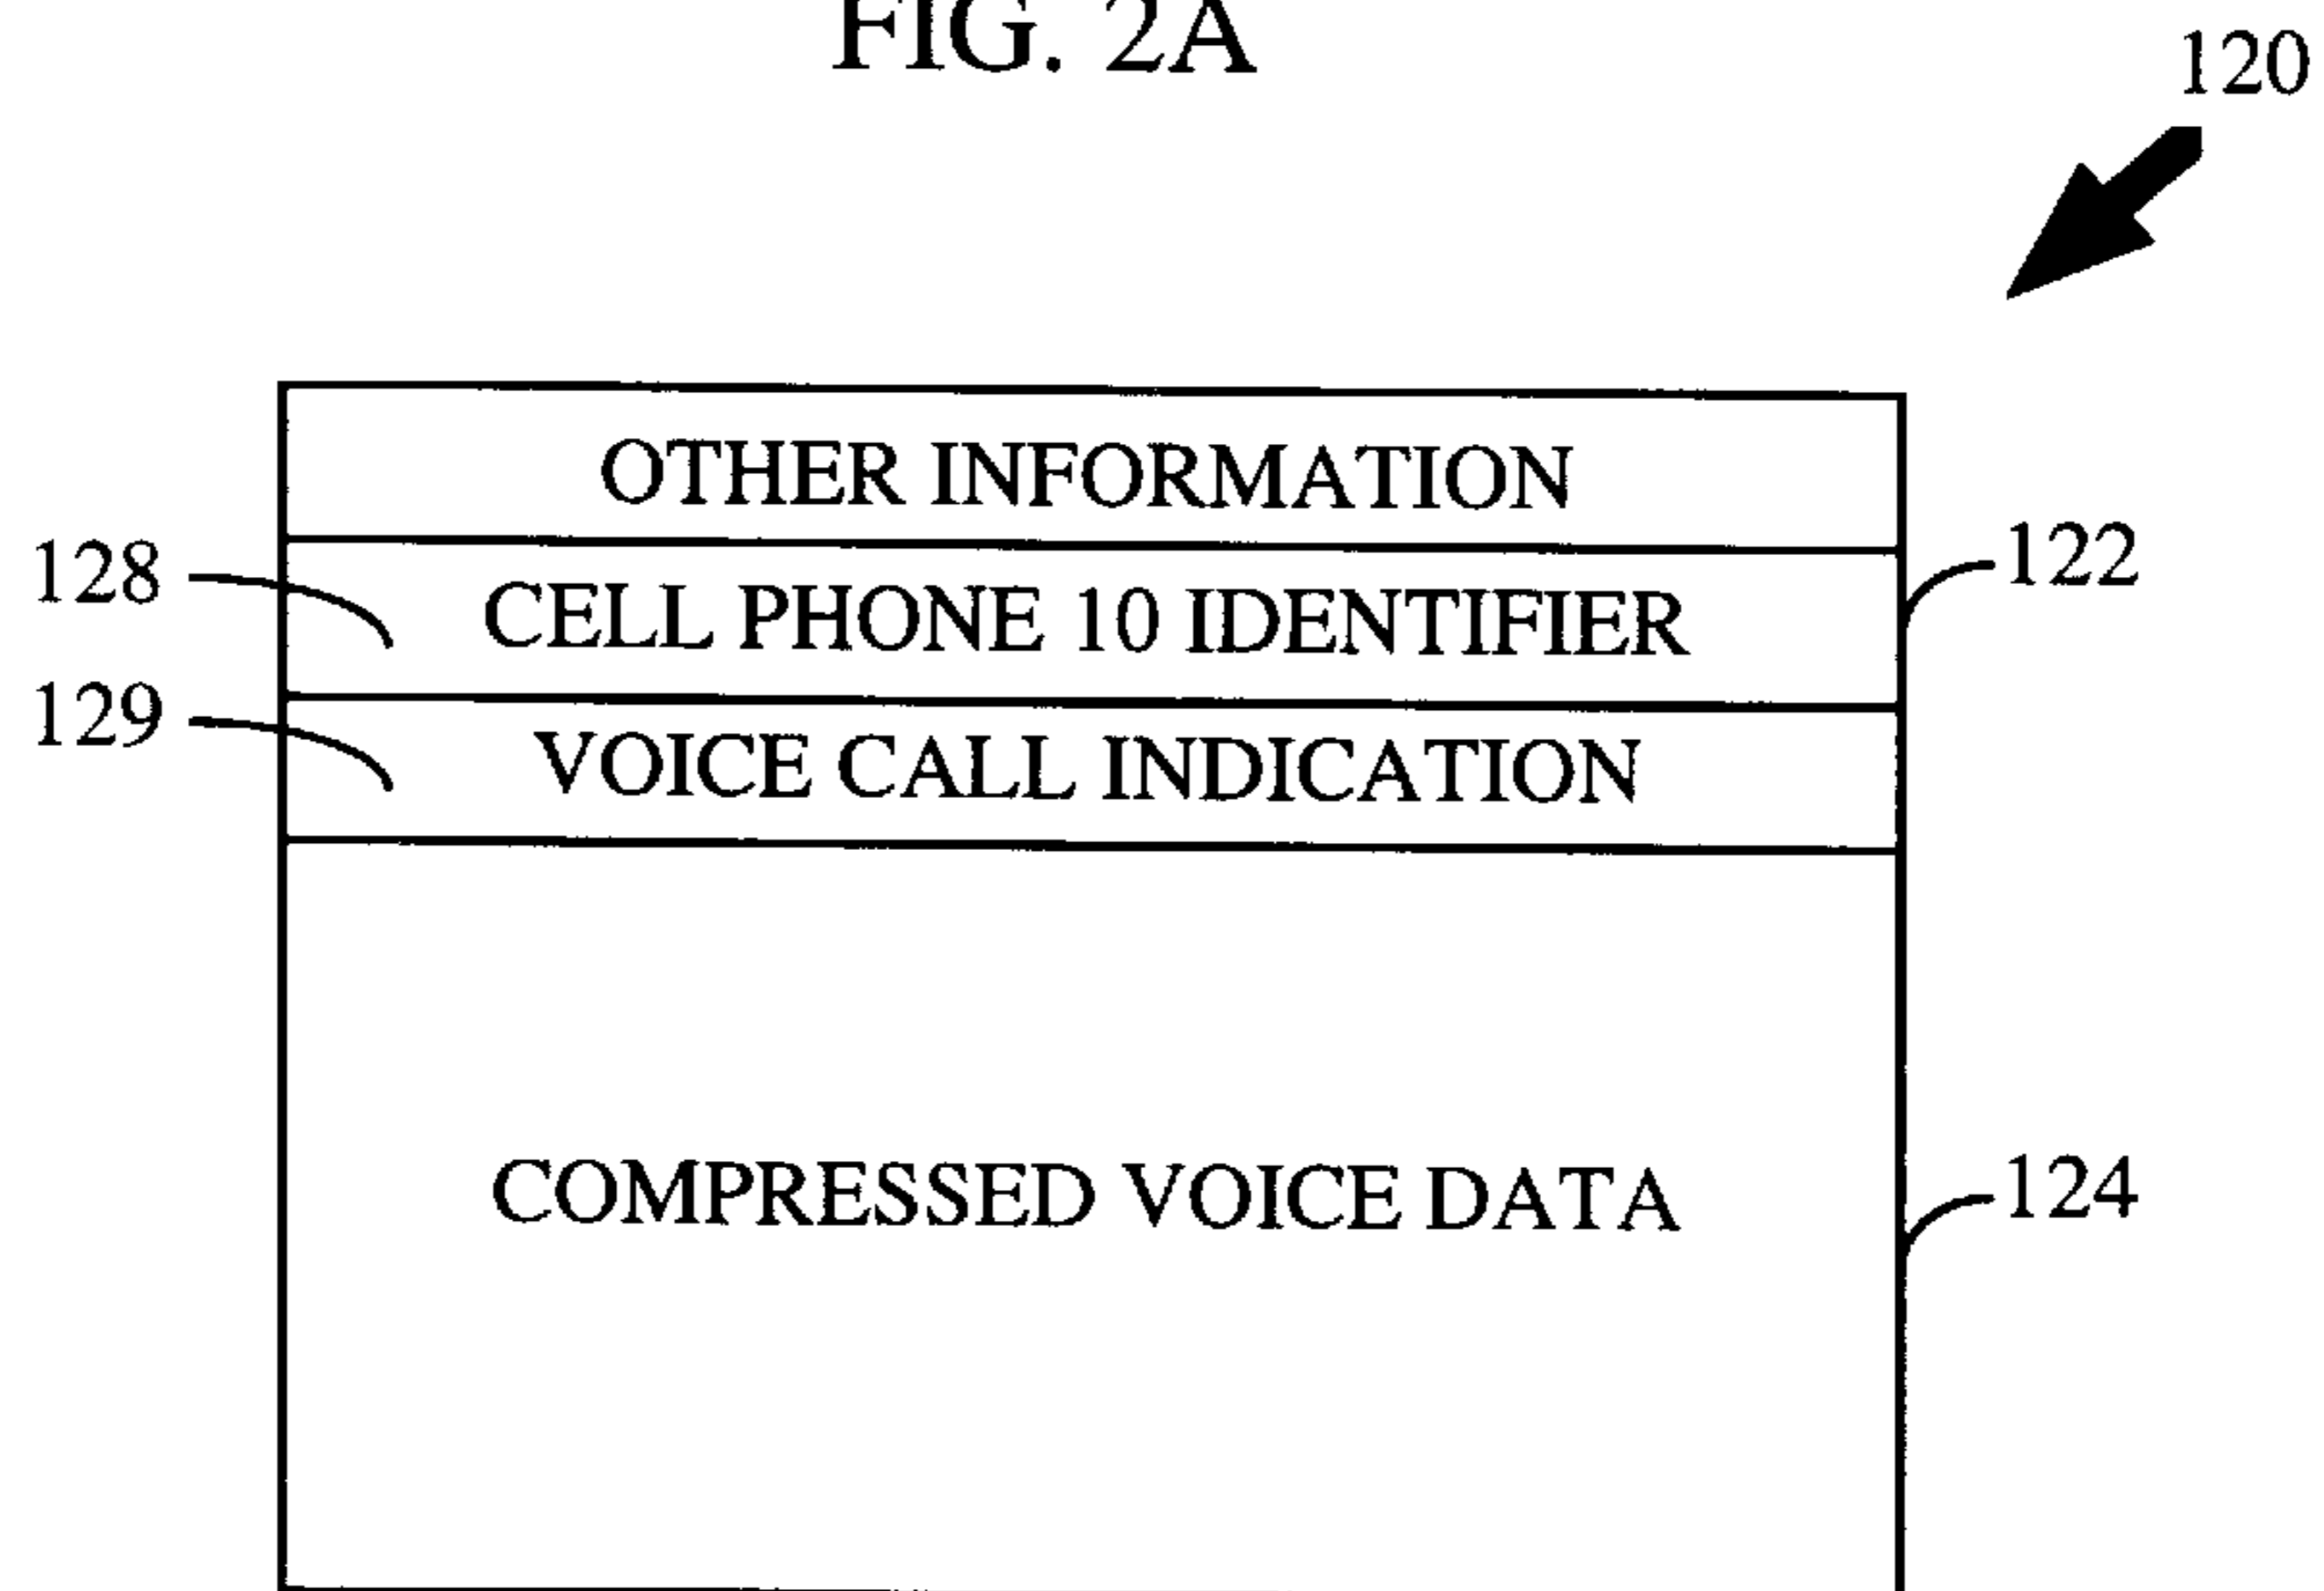 FIG. 2A
120
OTHER INFORMATION
128 CELL PHONE 10 IDENTIFIER 122
129 VOICE CALL INDICATION
COMPRESSED VOICE DATA 124